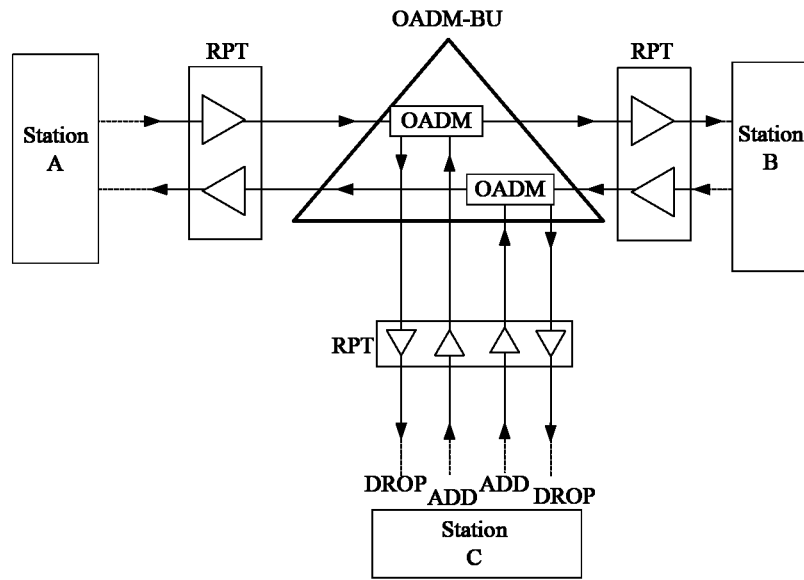 OADM-BU
RPT
RPT
Station
A
OADM
Station
B
OADM
RPT
DROP
ADD
ADD
DROP
Station
C